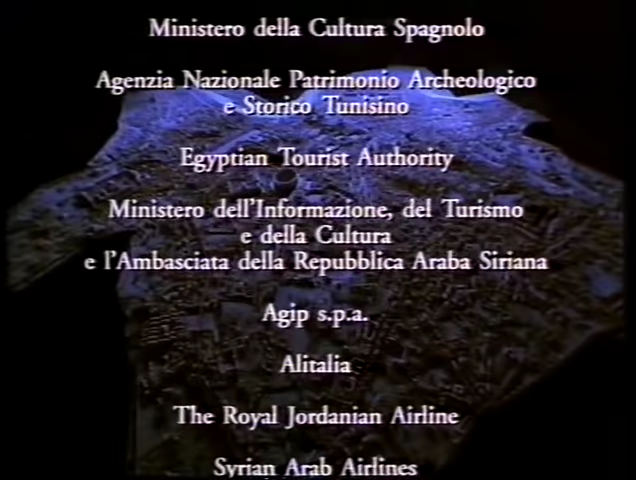 Ministero della Cultura Spagnolo
Agenzia Nazionale Patrimonio Archeologico
e Storico Tunisino
Egyptian Tourist Authority
Ministero dell'Informazione, del Turismo
e della Cultura
e l'Ambasciata della Repubblica Araba Siriana
Agip s.p.a.
Alitalia
The Royal Jordanian Airline
Syrian Arab Airlines